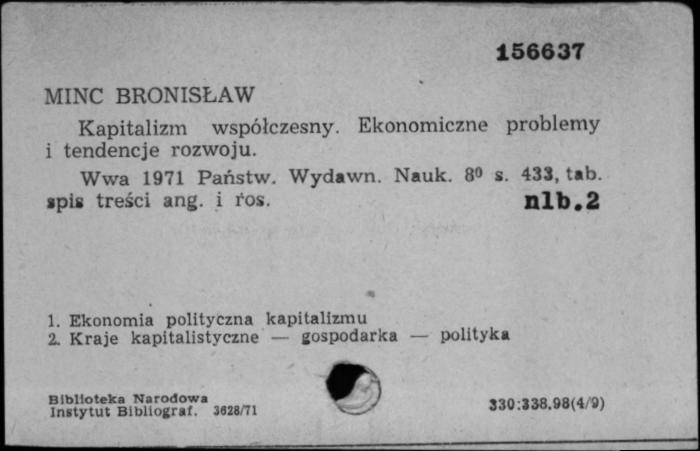 156637
MINC BRONISŁAW
Kapitalizm współczesny. Ekonomiczne problemy
i tendencje rozwoju.
Wwa 1971 Państw. Wydawn. Nauk. 8⁰ s. 433, tab.
spis treści ang. i ros. nlb.2
1. Ekonomia polityczna kapitalizmu
2. Kraje kapitalistyczne — gospodarka — polityka
Biblioteka Narodowa
Instytut Bibliograf. 3628/71
330:338.98(4/9)